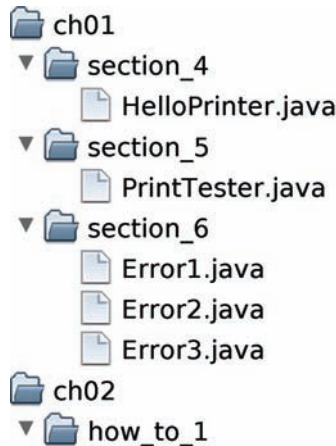 ch01
section_4
HelloPrinter.java
section_5
PrintTester.java
section_6
Error1.java
Error2.java
Error3.java
ch02
how_to_1